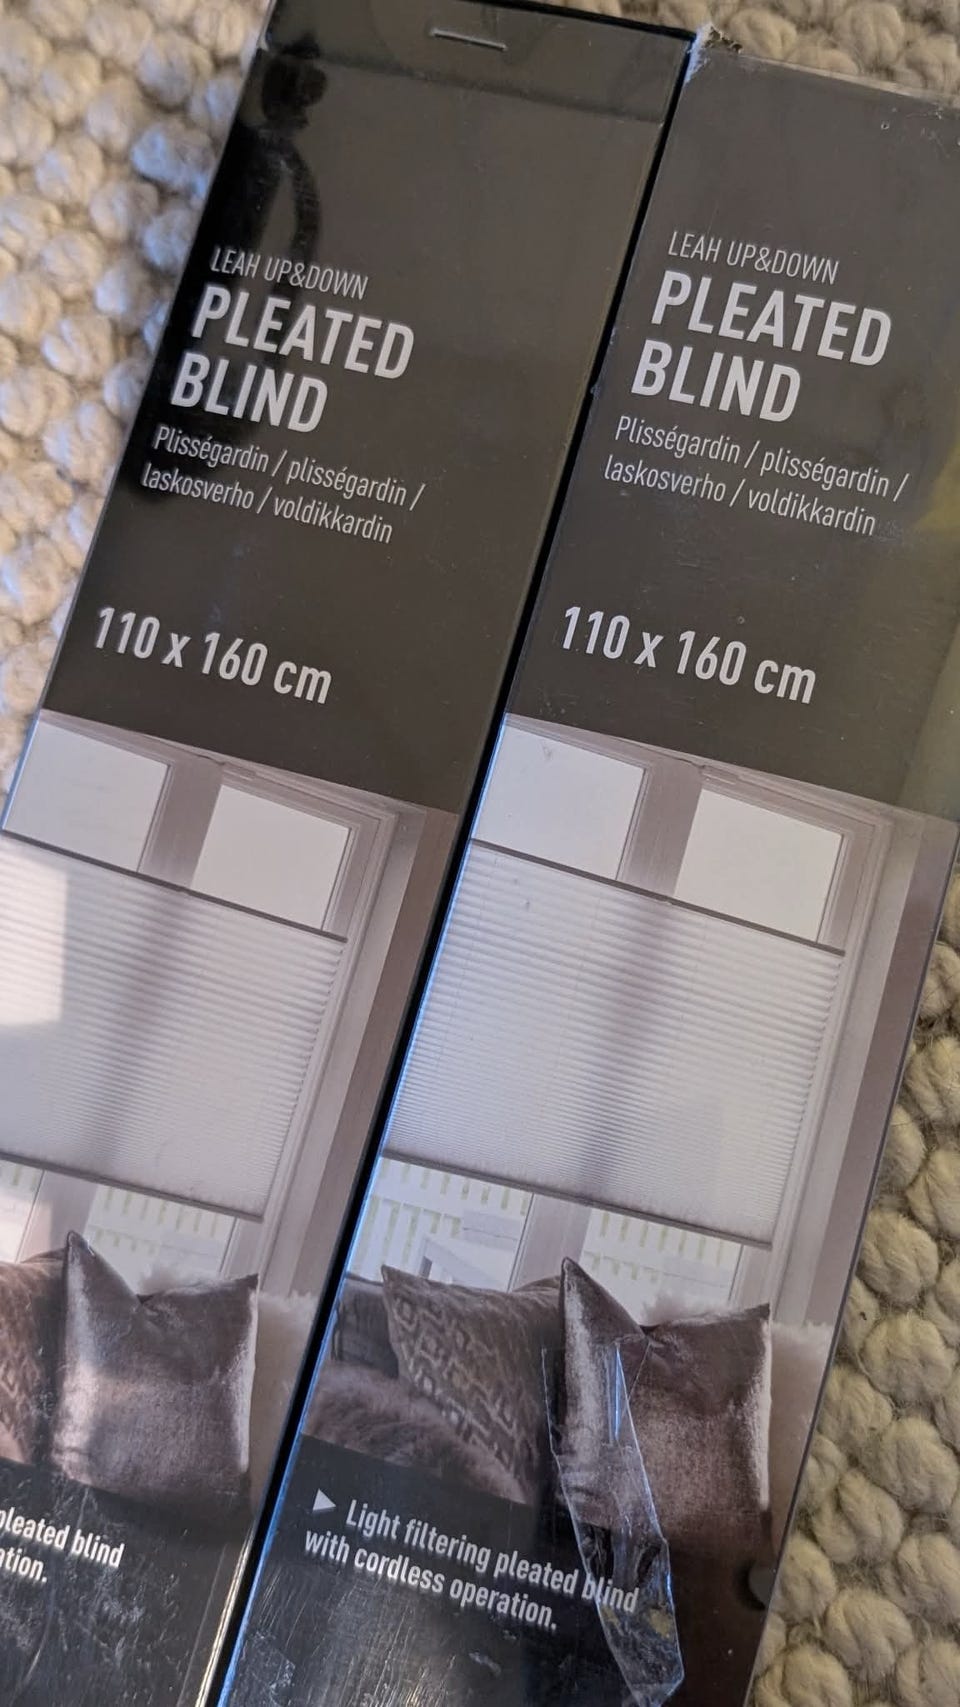 LEAH UP&DOWN
PLEATED
BLIND
Plisségardin / plisségardin /
laskosverho / voldikkardin
110 x 160 cm
pleated blind
LEAH UP&DOWN
PLEATED
BLIND
Plisségardin / plisségardin /
laskosverho / voldikkardin
110 x 160 cm
Light filtering pleated blind
with cordless operation.